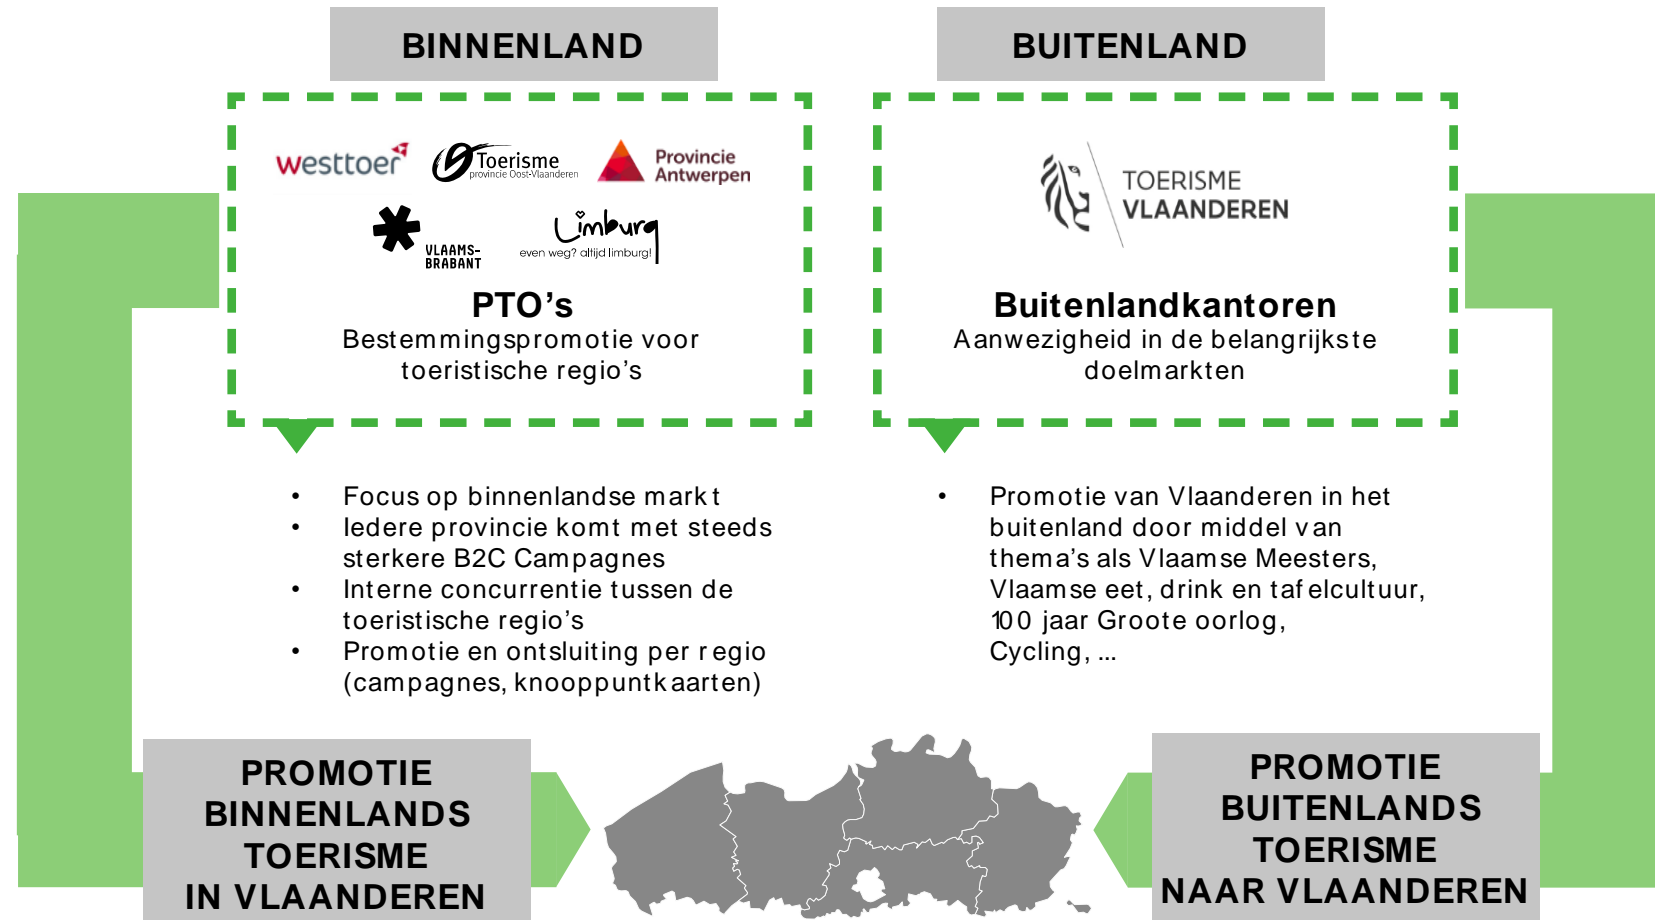 BINNENLAND
westtoer
Toerisme
provincie Oost-Vlaanderen
Provincie
Antwerpen
VLAAMS-
BRABANT
Limburg
even weg? altijd limburg!
PTO's
Bestemmingspromotie voor
toeristische regio's
• Focus op binnenlandse markt
• Iedere provincie komt met steeds
sterkere B2C Campagnes
• Interne concurrentie tussen de
toeristische regio's
• Promotie en ontsluiting per regio
(campagnes, knooppuntkaarten)
BUITENLAND
TOERISME
VLAANDEREN
Buitenlandkantoren
Aanwezigheid in de belangrijkste
doelmarkten
• Promotie van Vlaanderen in het
buitenland door middel van
thema's als Vlaamse Meesters,
Vlaamse eet, drink en tafelcultuur,
100 jaar Groote oorlog,
Cycling, ...
PROMOTIE
BINNENLANDS
TOERISME
IN VLAANDEREN
PROMOTIE
BUITENLANDS
TOERISME
NAAR VLAANDEREN